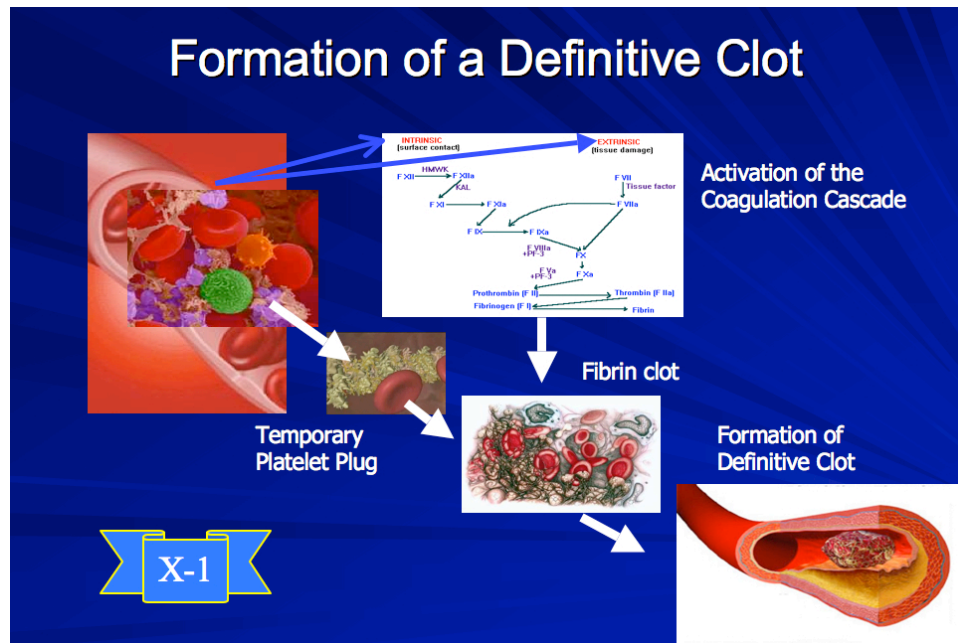 Formation of a Definitive Clot
INTRINSIC
(surface contact)
EXTRINSIC
(tissue damage)
HMWK
F XII
F XIIa
KAL
F XI
F XIa
F IX
F IXa
F VII
Tissue factor
F VIIa
F VIIIa
+PF-3
FX
F Va
+PF-3
F Xa
Prothrombin (F II)
Thrombin (F IIa)
Fibrinogen (F I)
Fibrin
Activation of the
Coagulation Cascade
Fibrin clot
Temporary
Platelet Plug
Formation of
Definitive Clot
X-1